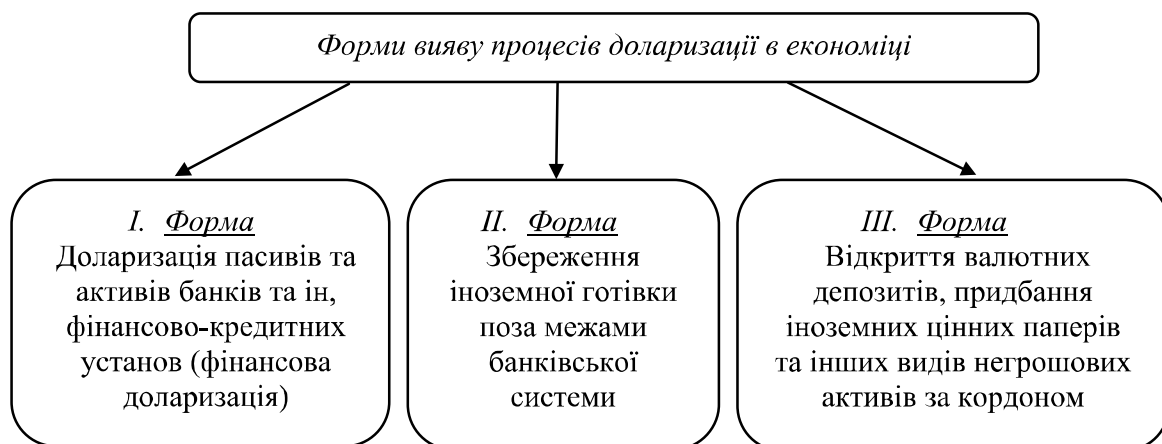 Форми вияву процесів доларизації в економіці
I. Форма
Доларизація пасивів та
активів банків та ін,
фінансово-кредитних
установ (фінансова
доларизація)
II. Форма
Збереження
іноземної готівки
поза межами
банківської
системи
III. Форма
Відкриття валютних
депозитів, придбання
іноземних цінних паперів
та інших видів негрошових
активів за кордоном